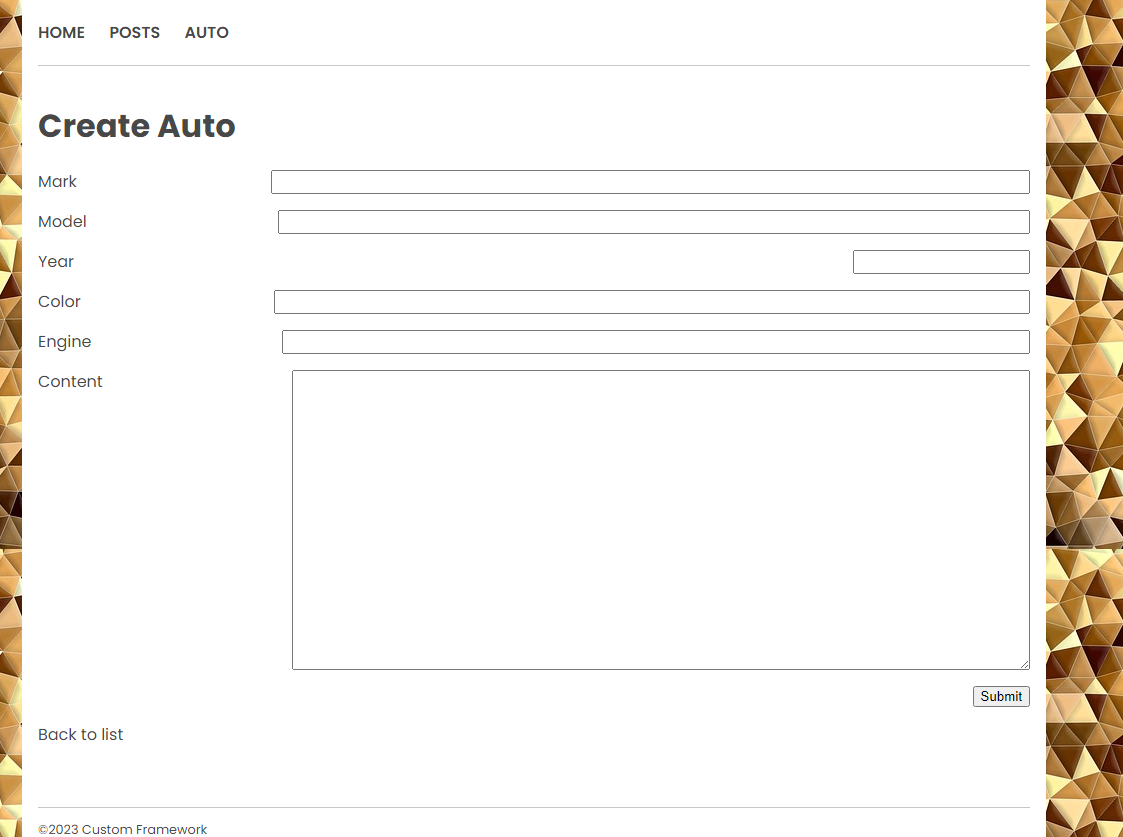 HOME POSTS AUTO
Create Auto
Mark
Model
Year
Color
Engine
Content
Submit
Back to list
©2023 Custom Framework